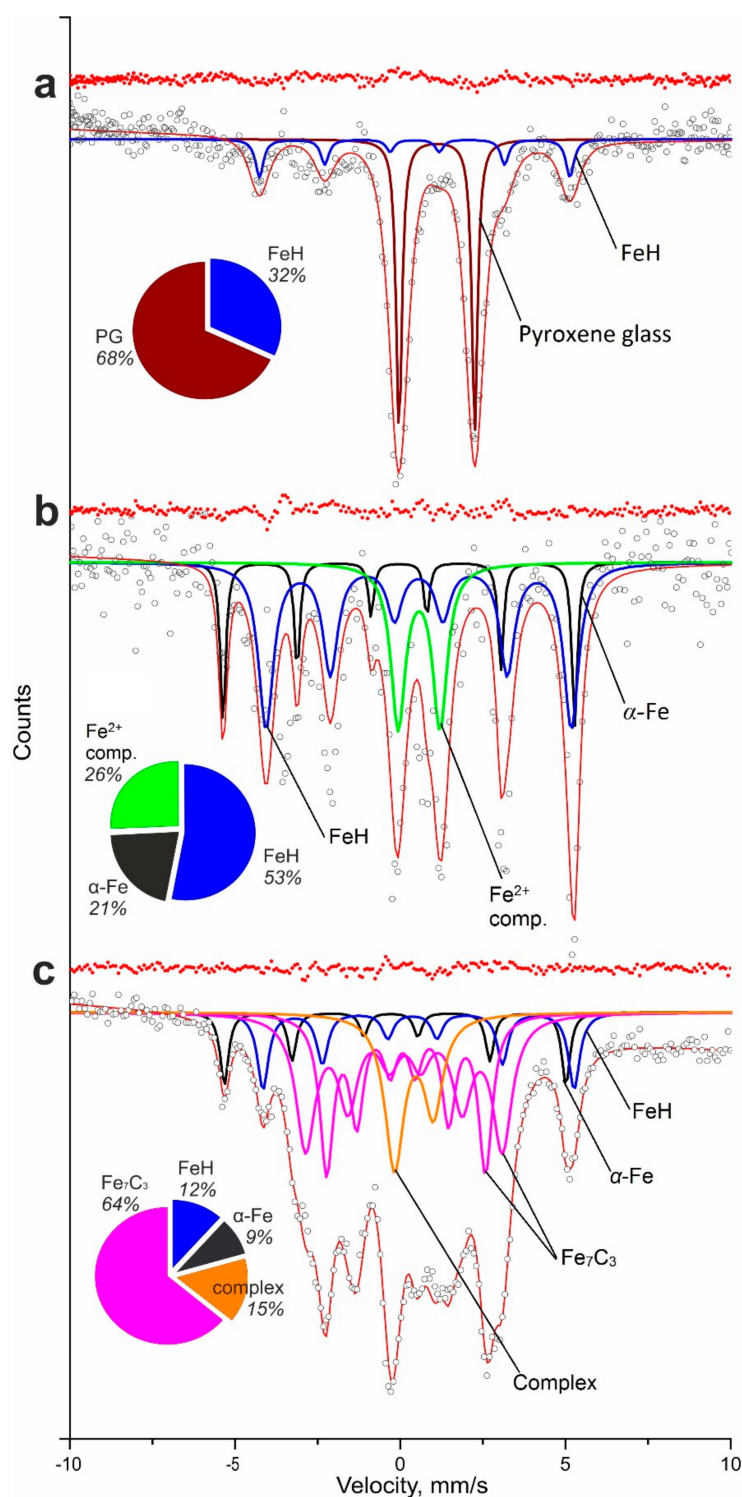 a
FeH
32%
PG
68%
FeH
Pyroxene glass
b
Fe²⁺
comp.
26%
α-Fe
21%
FeH
53%
FeH
Fe²⁺
comp.
α-Fe
c
Fe₇C₃
64%
FeH
12%
α-Fe
9%
complex
15%
FeH
α-Fe
Fe₇C₃
Complex
Counts
-10 -5 0 5 10
Velocity, mm/s